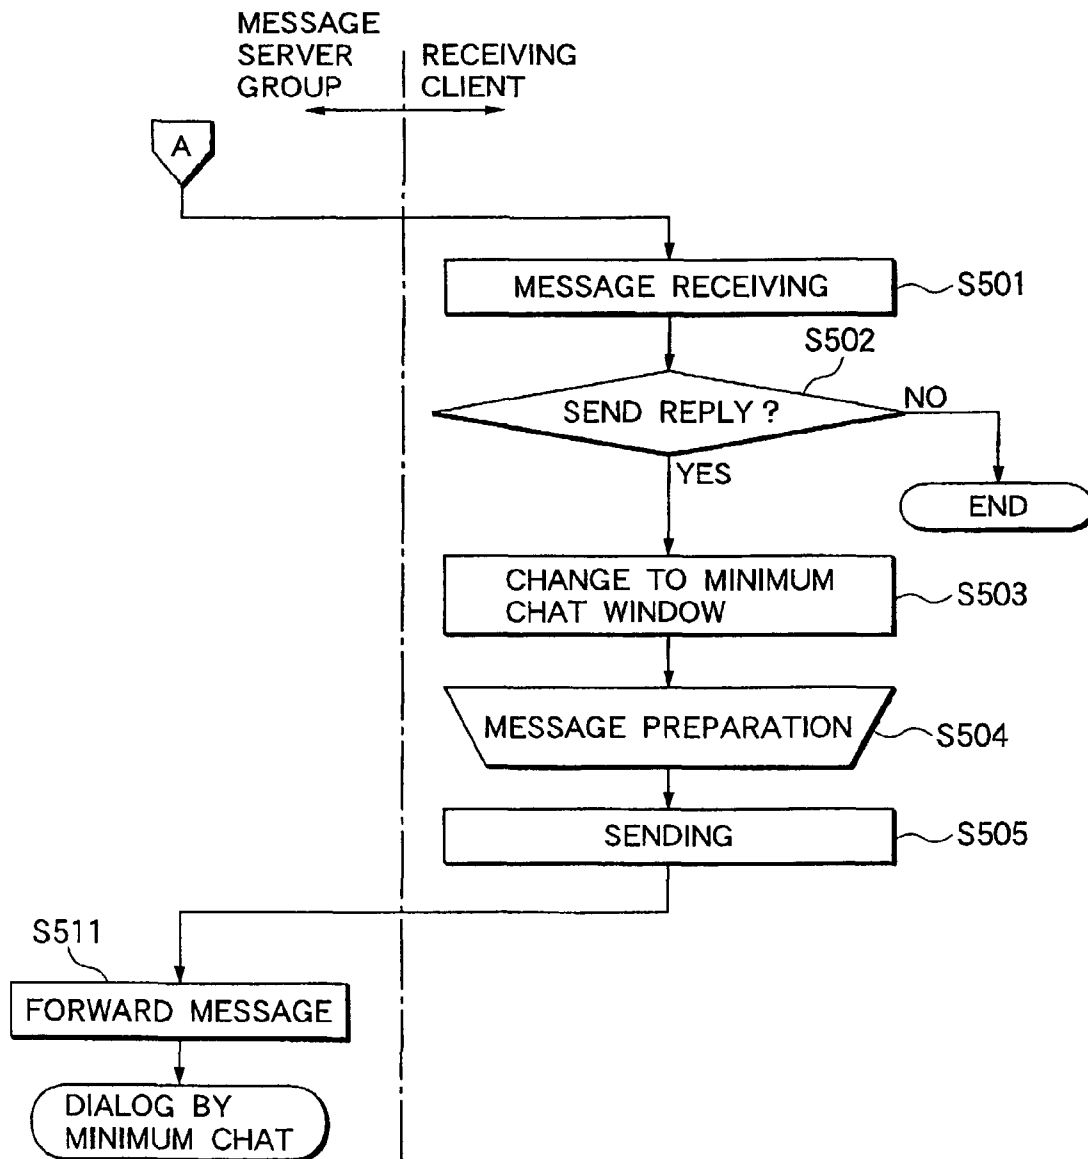 MESSAGE
SERVER
GROUP
RECEIVING
CLIENT
A
MESSAGE RECEIVING
S501
S502
SEND REPLY?
NO
YES
END
CHANGE TO MINIMUM
CHAT WINDOW
S503
MESSAGE PREPARATION
S504
SENDING
S505
S511
FORWARD MESSAGE
DIALOG BY
MINIMUM CHAT